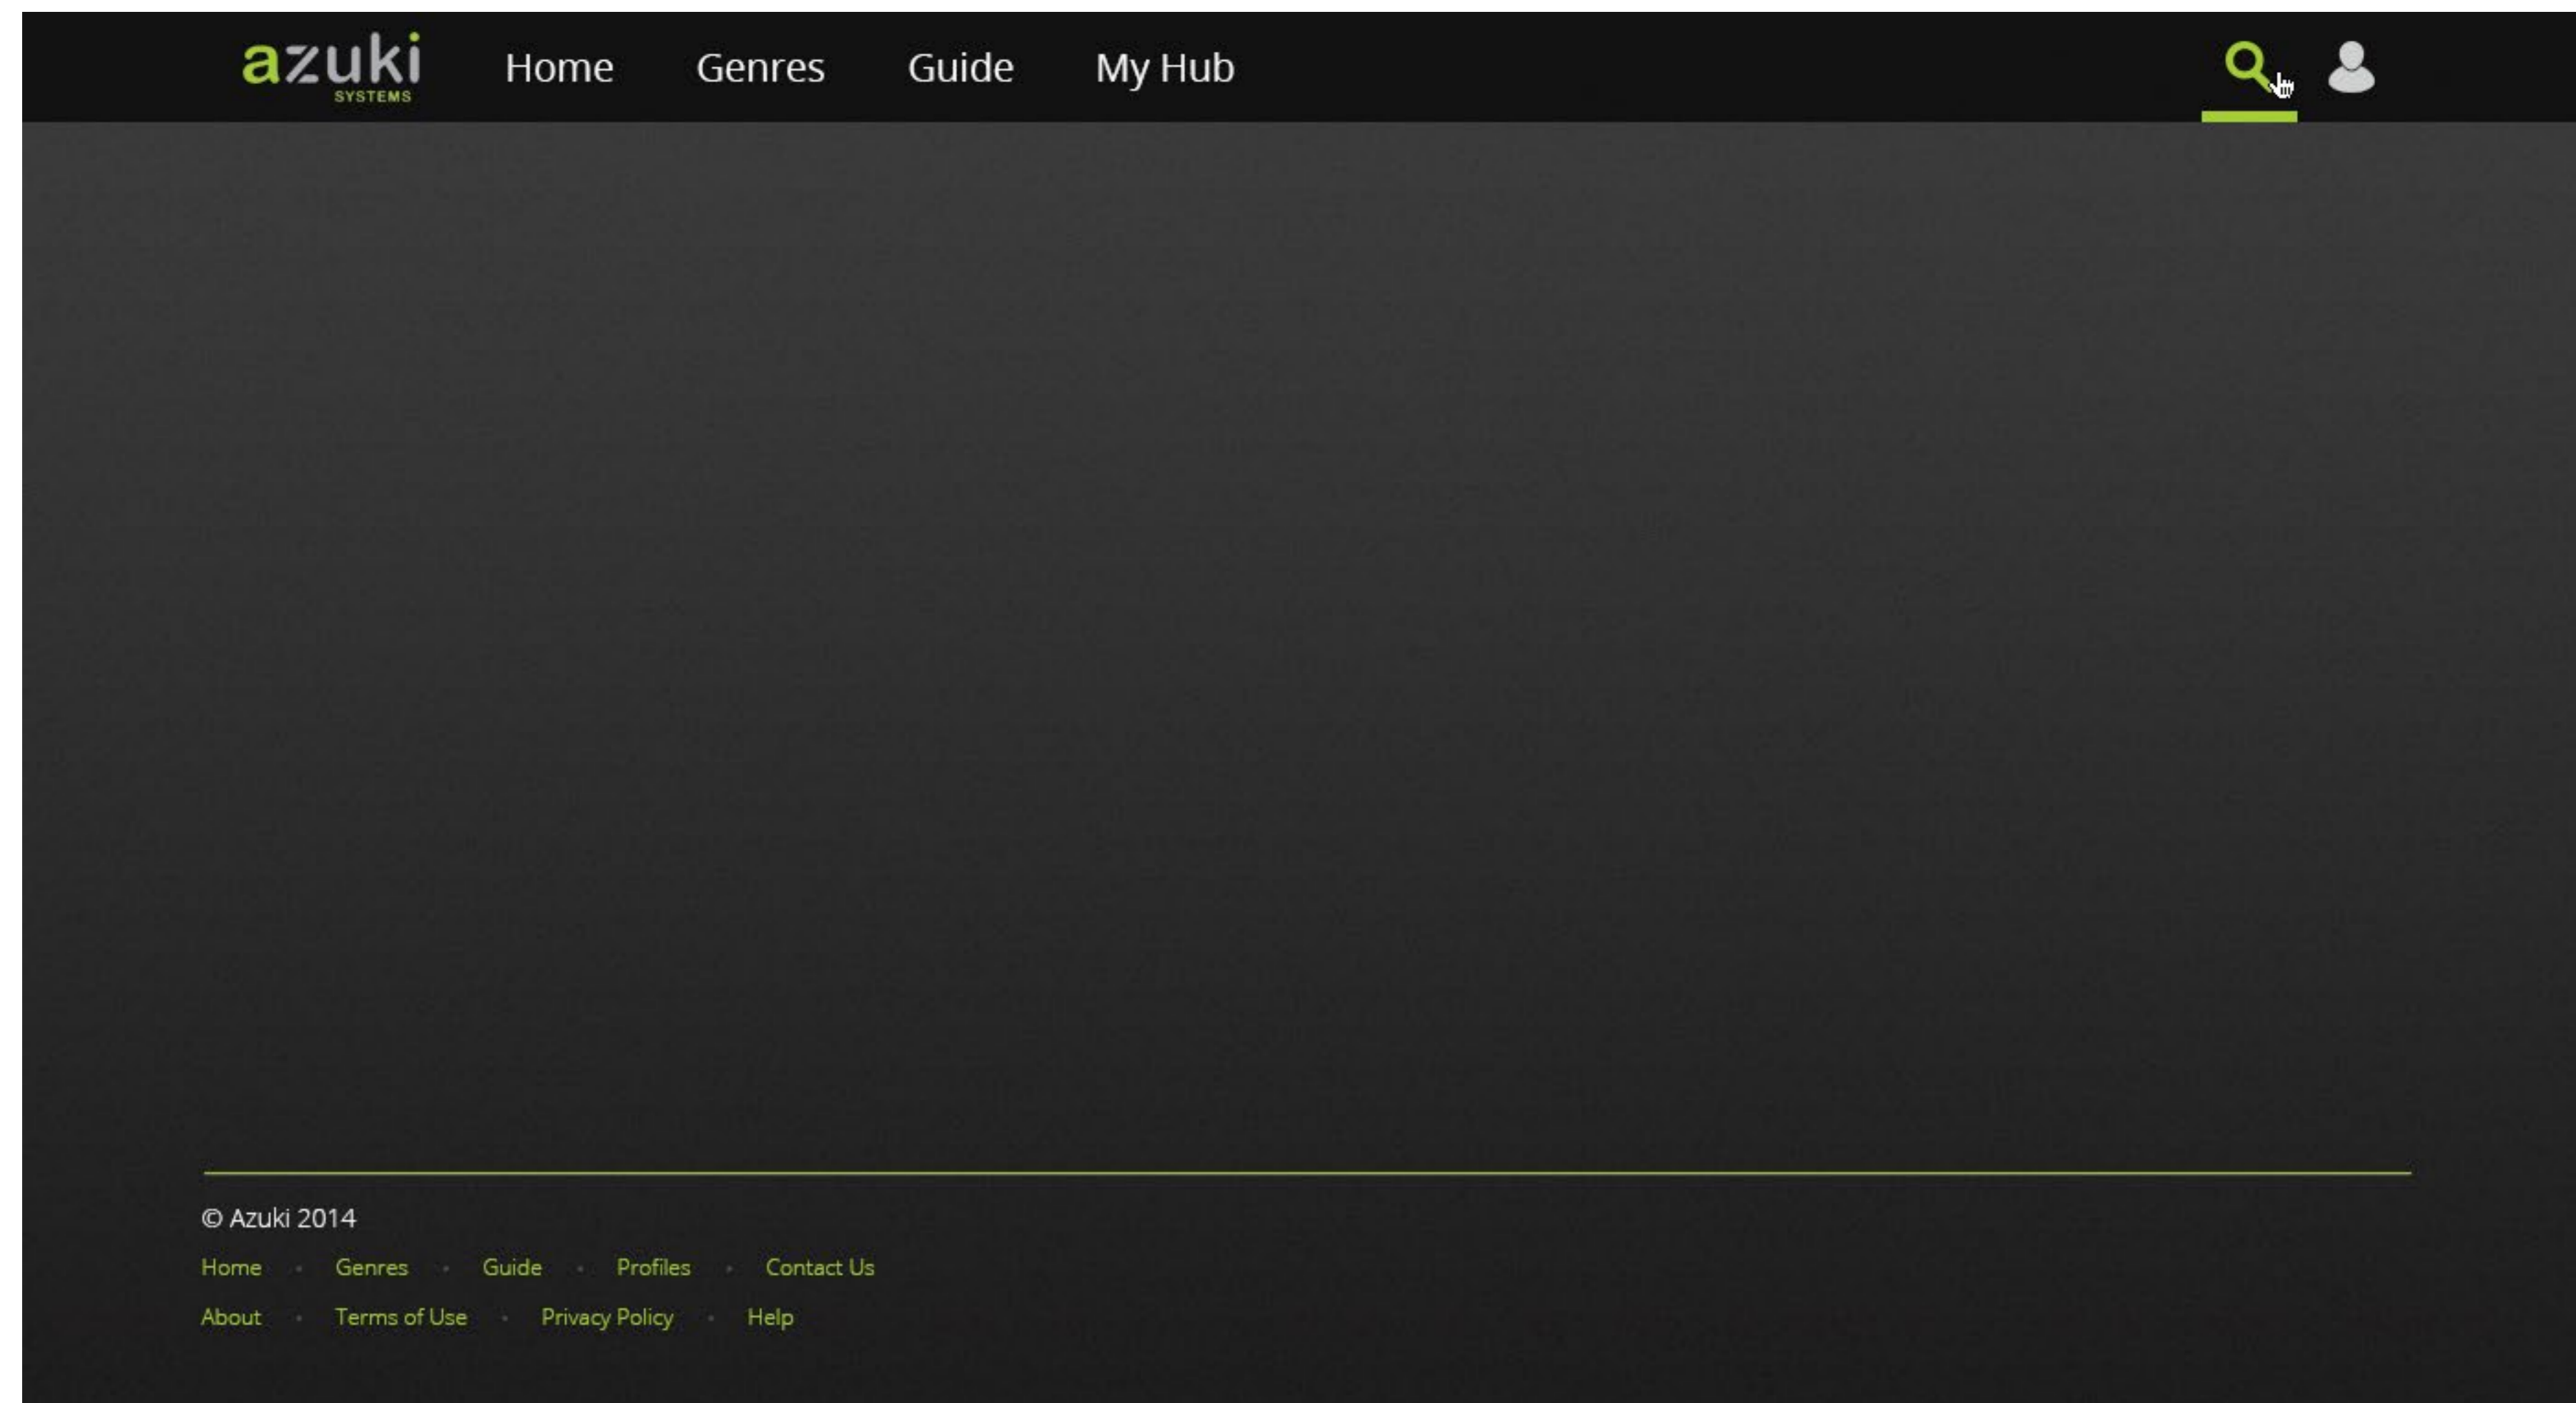 azuki
SYSTEMS
Home Genres Guide My Hub
© Azuki 2014
Home • Genres • Guide • Profiles • Contact Us
About • Terms of Use • Privacy Policy • Help